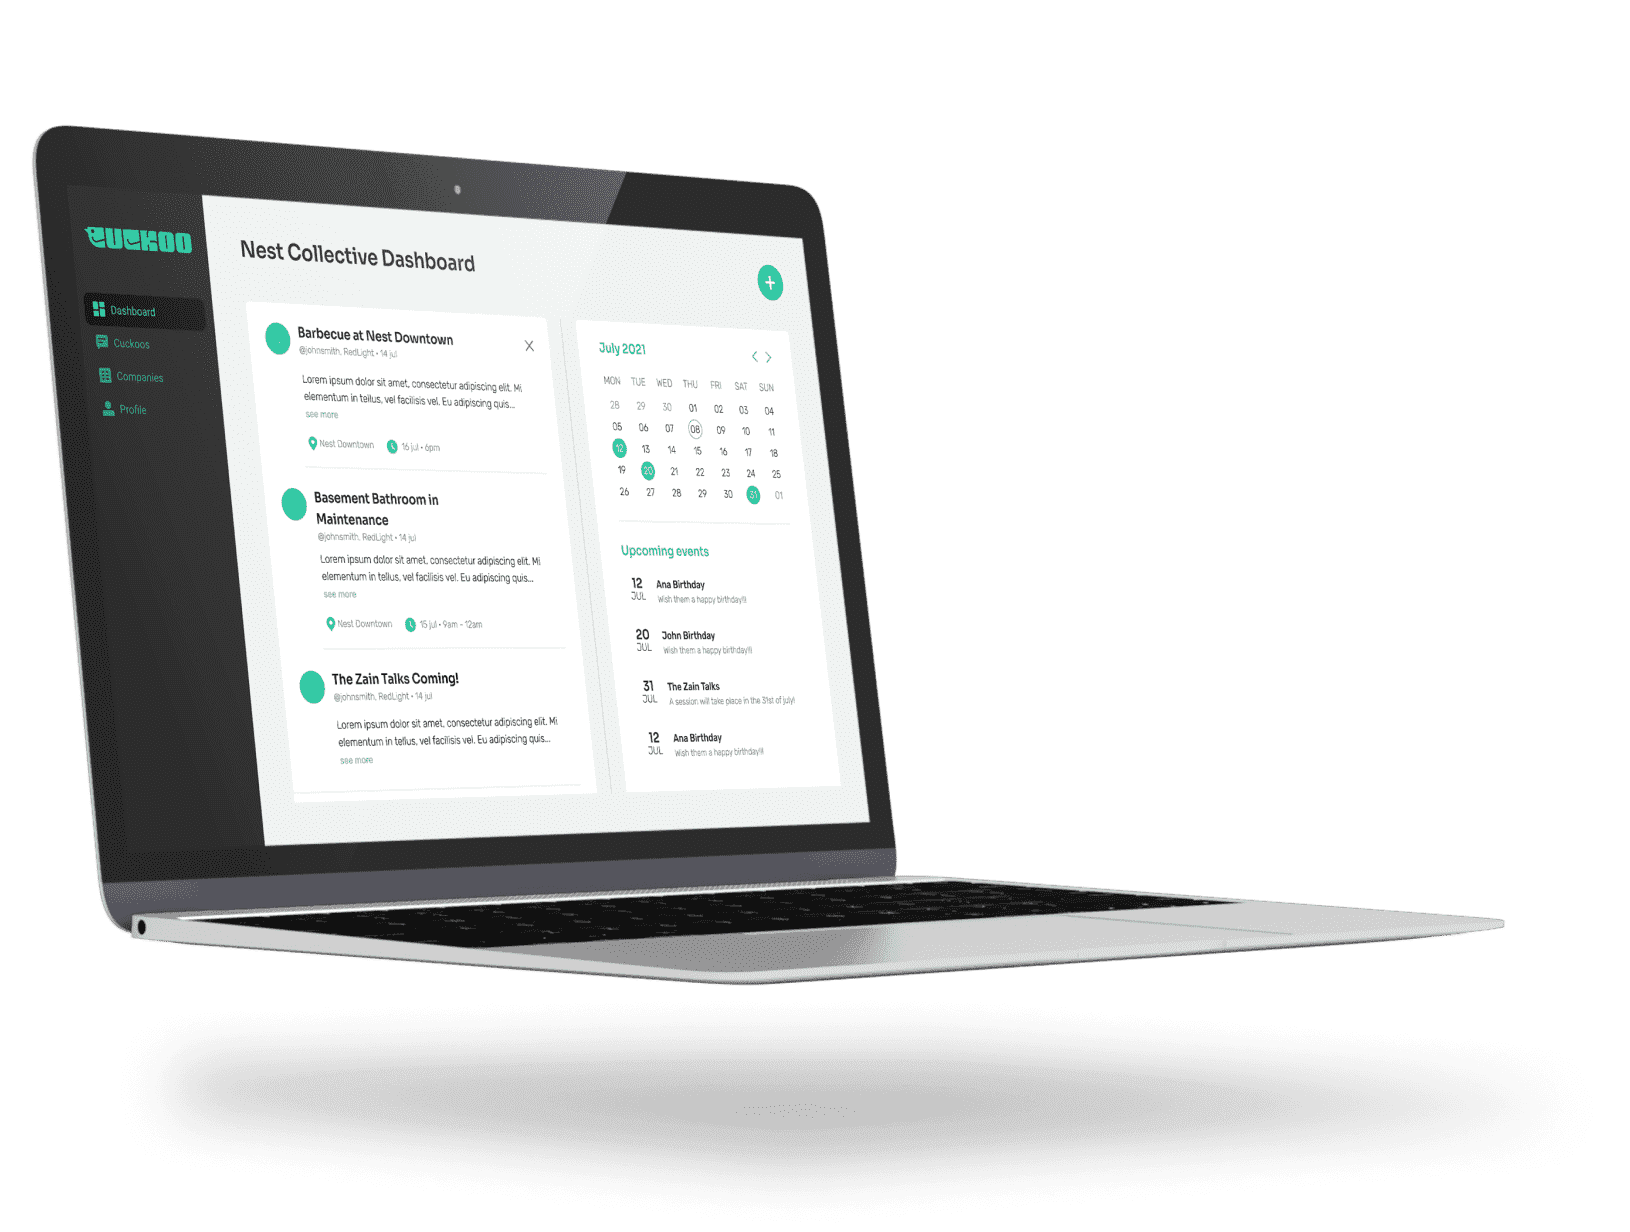 CUCKOO
Dashboard
Cuckoos
Companies
Profile
Nest Collective Dashboard
+
Barbecue at Nest Downtown
X
@johnsmith, RedLight • 14 jul
Lorem ipsum dolor sit amet, consectetur adipiscing elit. Mi
elementum in tellus, vel facilisis vel. Eu adipiscing quis...
see more
Nest Downtown 16 jul • 6pm
Basement Bathroom in
Maintenance
@johnsmith, RedLight • 14 jul
Lorem ipsum dolor sit amet, consectetur adipiscing elit. Mi
elementum in tellus, vel facilisis vel. Eu adipiscing quis...
see more
Nest Downtown 15 jul • 9am - 12am
The Zain Talks Coming!
@johnsmith, RedLight • 14 jul
Lorem ipsum dolor sit amet, consectetur adipiscing elit. Mi
elementum in tellus, vel facilisis vel. Eu adipiscing quis...
see more
July 2021
MON TUE WED THU FRI SAT SUN
28 29 30 01 02 03 04
05 06 07 08 09 10 11
12 13 14 15 16 17 18
19 20 21 22 23 24 25
26 27 28 29 30 31 01
Upcoming events
12 Ana Birthday
JUL Wish them a happy birthday!!!
20 John Birthday
JUL Wish them a happy birthday!!!
31 The Zain Talks
JUL A session will take place in the 31st of july!
12 Ana Birthday
JUL Wish them a happy birthday!!!